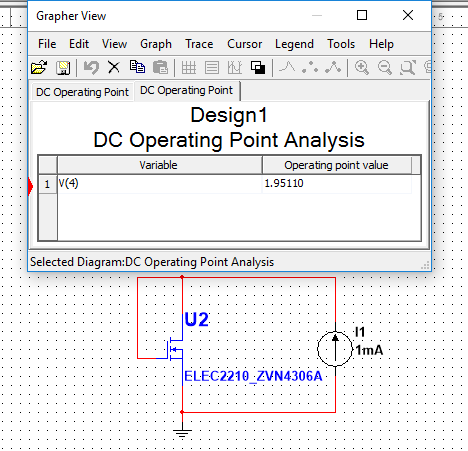 Grapher View
File Edit View Graph Trace Cursor Legend Tools Help
DC Operating Point DC Operating Point
Design1
DC Operating Point Analysis
Variable Operating point value
1 V(4) 1.95110
Selected Diagram:DC Operating Point Analysis
U2
I1
1mA
ELEC2210_ZVN4306A